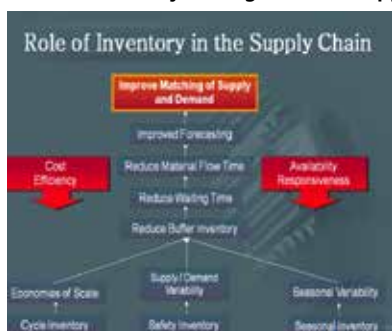 Role of Inventory in the Supply Chain
Improve Matching of Supply
and Demand
Improved Forecasting
Cost
Efficiency
Reduce Material Flow Time
Availability
Responsiveness
Reduce Waiting Time
Reduce Buffer Inventory
Economies of Scale
Supply / Demand
Variability
Seasonal Variability
Cycle Inventory
Safety Inventory
Seasonal Inventory